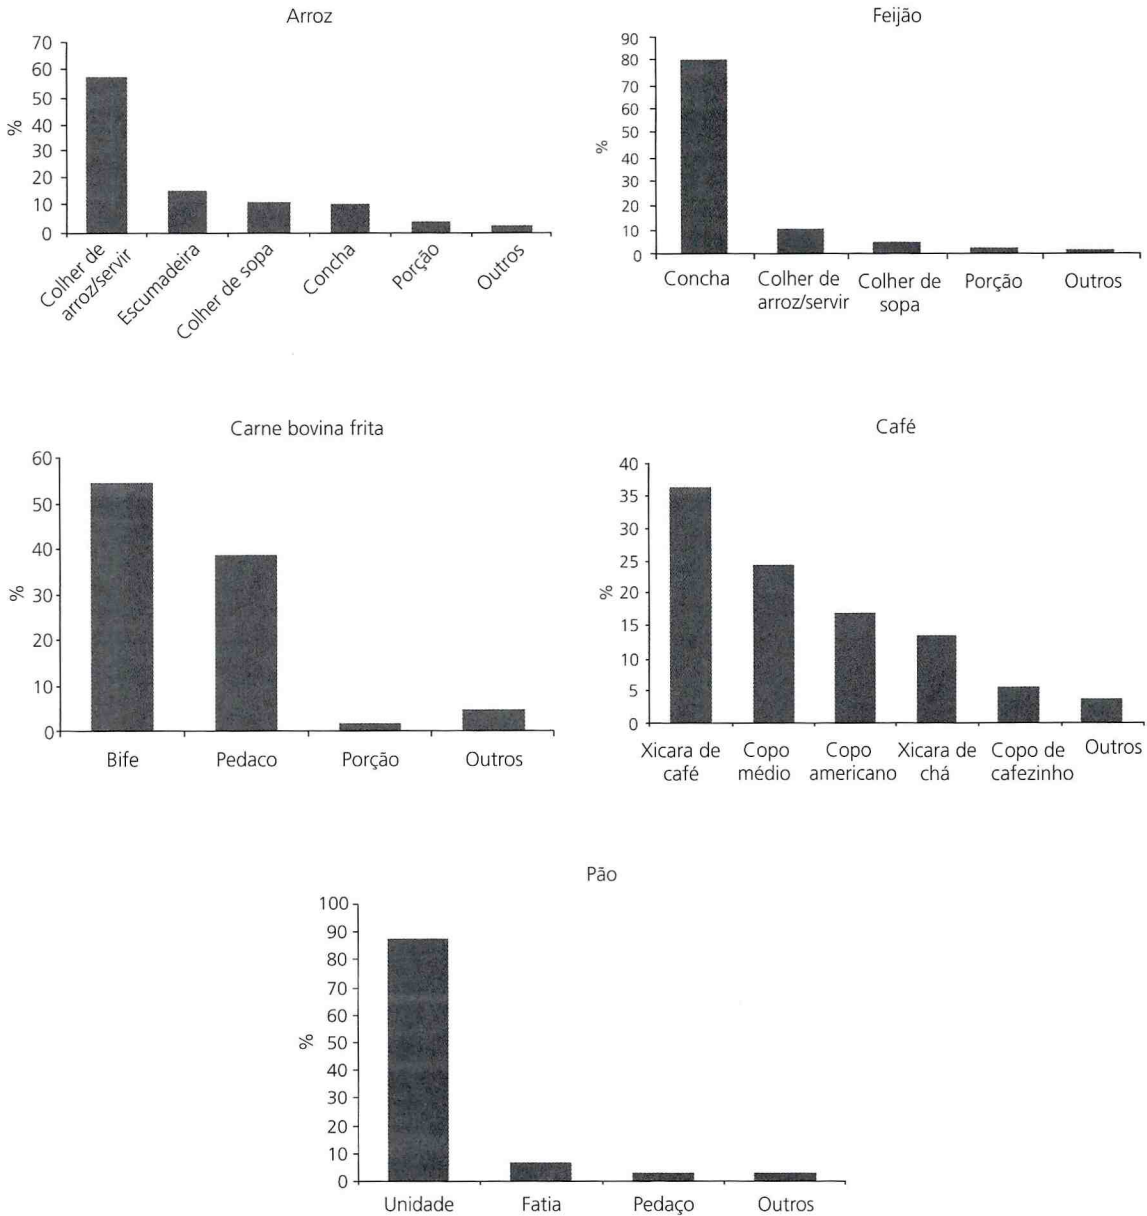 Arroz
70
60
50
40
30
20
10
0
%
Colher de
arroz/servir
Escumadeira
Colher de sopa
Concha
Porção
Outros
Feijão
90
80
70
60
50
40
30
20
10
0
%
Concha
Colher de
arroz/servir
Colher de
sopa
Porção
Outros
Carne bovina frita
60
50
40
30
20
10
0
%
Bife
Pedaco
Porção
Outros
Café
40
35
30
25
20
15
10
5
0
%
Xicara de
café
Copo
médio
Copo
americano
Xicara de
chá
Copo de
cafezinho
Outros
Pão
100
90
80
70
60
50
40
30
20
10
0
%
Unidade
Fatia
Pedaço
Outros